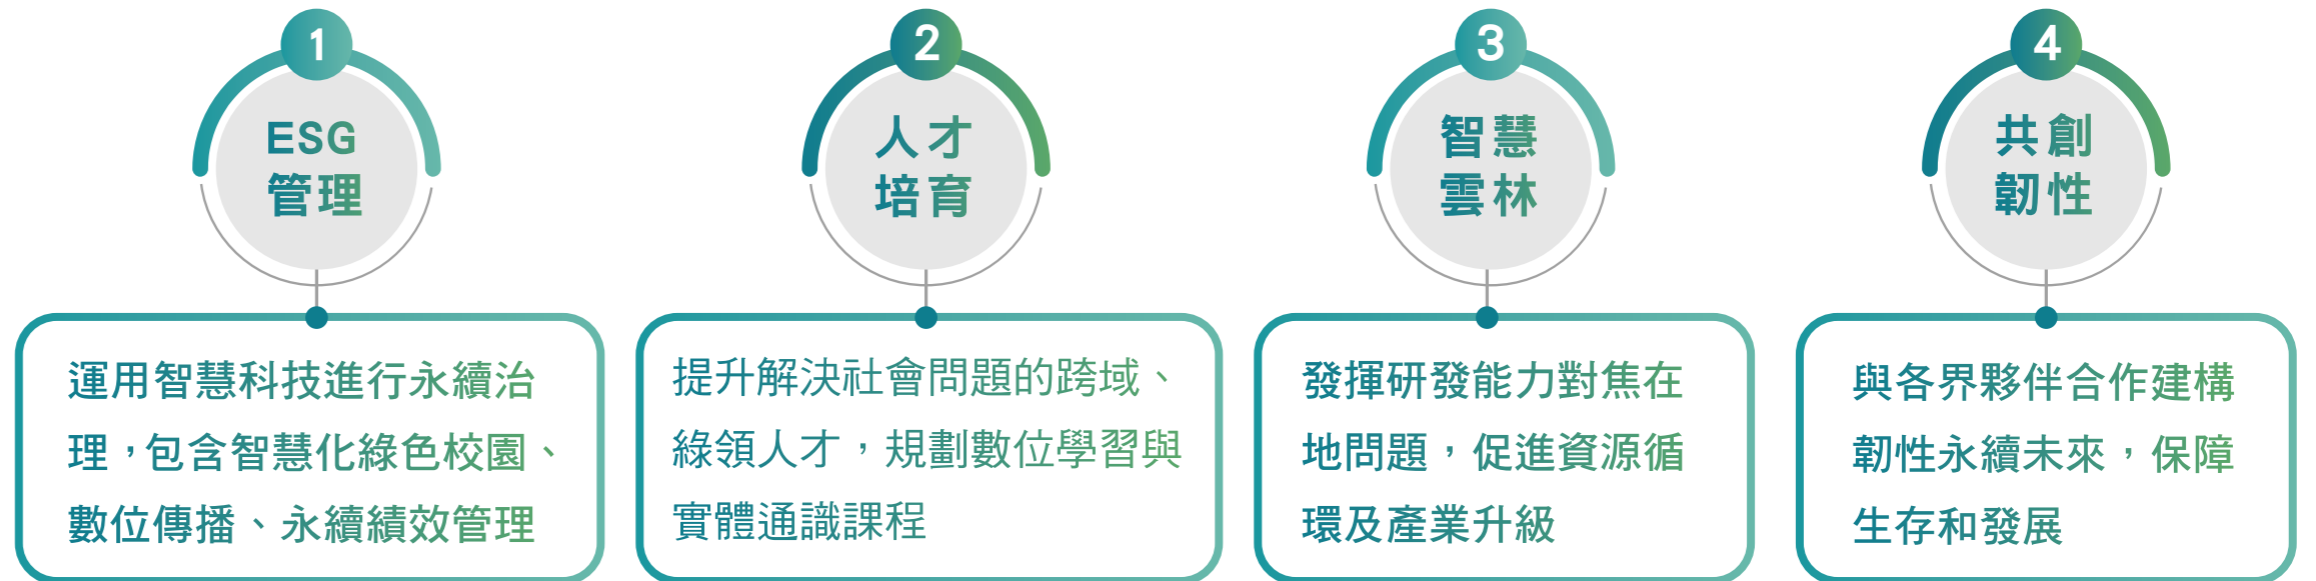 1
ESG
管理
運用智慧科技進行永續治
理，包含智慧化綠色校園、
數位傳播、永續績效管理
2
人才
培育
提升解決社會問題的跨域、
綠領人才，規劃數位學習與
實體通識課程
3
智慧
雲林
發揮研發能力對焦在
地問題，促進資源循
環及產業升級
4
共創
韌性
與各界夥伴合作建構
韌性永續未來，保障
生存和發展